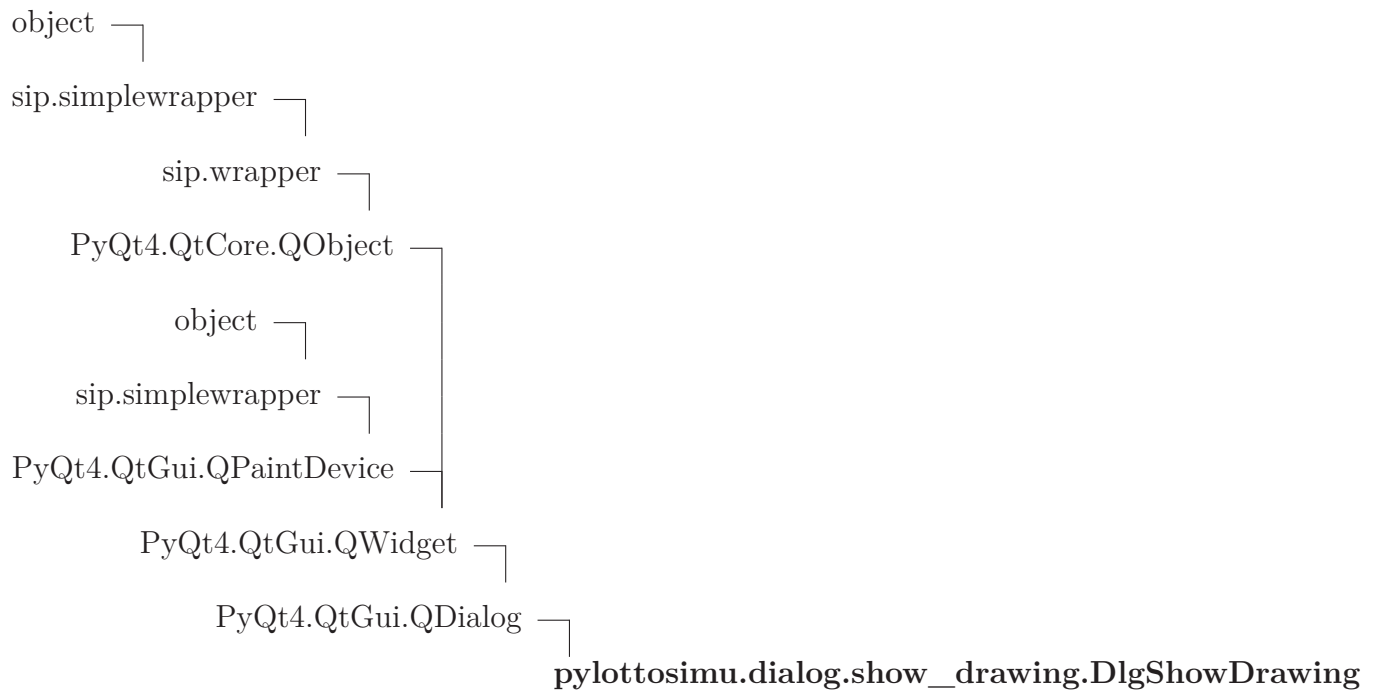 object
sip.simplewrapper
sip.wrapper
PyQt4.QtCore.QObject
object
sip.simplewrapper
PyQt4.QtGui.QPaintDevice
PyQt4.QtGui.QWidget
PyQt4.QtGui.QDialog
pylottosimu.dialog.show_drawing.DlgShowDrawing